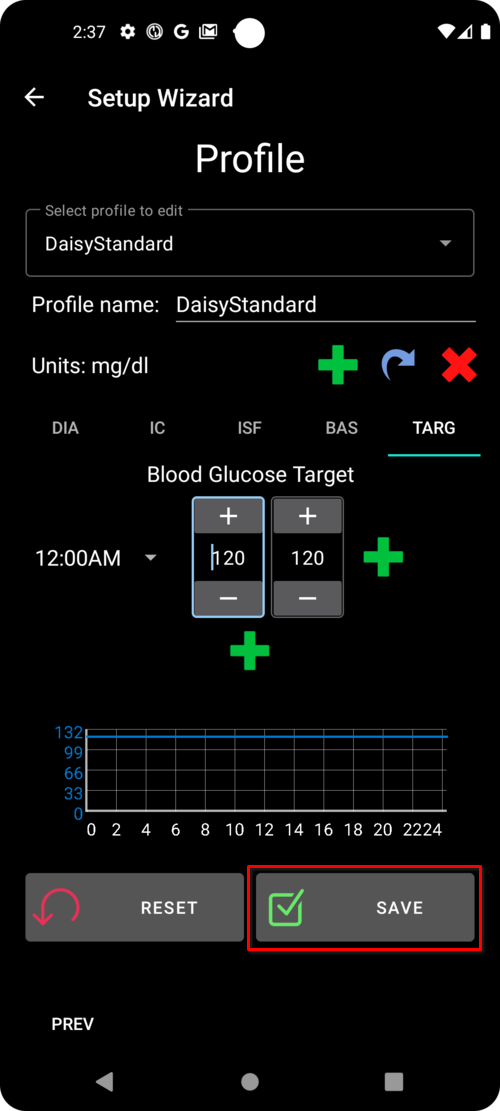 2:37
Setup Wizard
Profile
Select profile to edit
DaisyStandard
Profile name: DaisyStandard
Units: mg/dl
DIA IC ISF BAS TARG
Blood Glucose Target
+ +
12:00AM 120 120
− −
132
99
66
33
0
0 2 4 6 8 10 12 14 16 18 20 2224
RESET SAVE
PREV